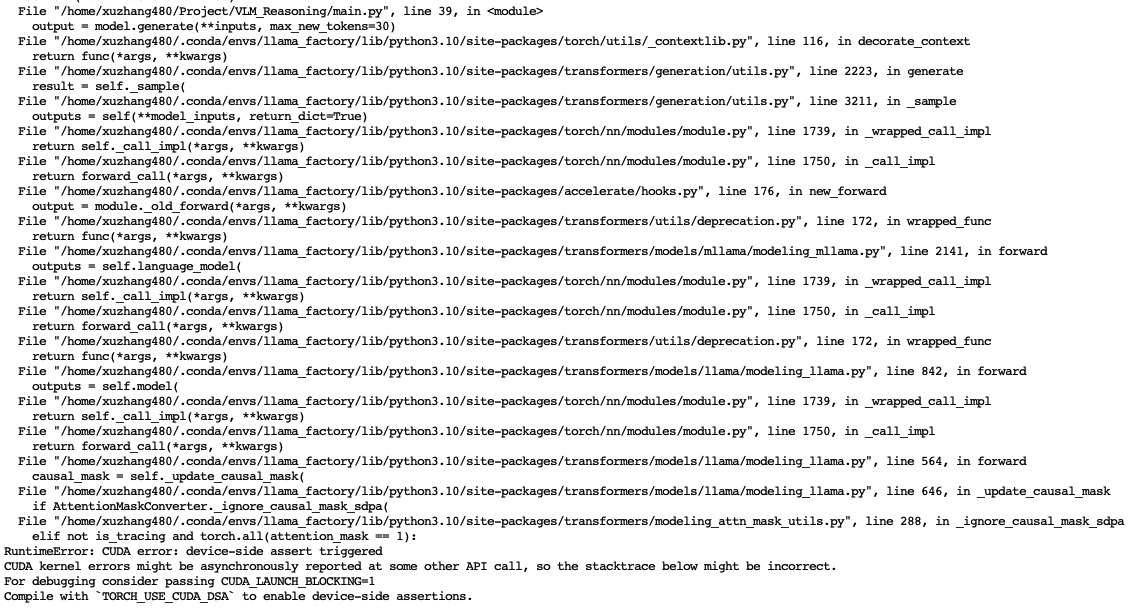 File "/home/xuzhang480/Project/VLM_Reasoning/main.py", line 39, in <module>
output = model.generate(**inputs, max_new_tokens=30)
File "/home/xuzhang480/.conda/envs/llama_factory/lib/python3.10/site-packages/torch/utils/_contextlib.py", line 116, in decorate_context
return func(*args, **kwargs)
File "/home/xuzhang480/.conda/envs/llama_factory/lib/python3.10/site-packages/transformers/generation/utils.py", line 2223, in generate
result = self._sample(
File "/home/xuzhang480/.conda/envs/llama_factory/lib/python3.10/site-packages/transformers/generation/utils.py", line 3211, in _sample
outputs = self(**model_inputs, return_dict=True)
File "/home/xuzhang480/.conda/envs/llama_factory/lib/python3.10/site-packages/torch/nn/modules/module.py", line 1739, in _wrapped_call_impl
return self._call_impl(*args, **kwargs)
File "/home/xuzhang480/.conda/envs/llama_factory/lib/python3.10/site-packages/torch/nn/modules/module.py", line 1750, in _call_impl
return forward_call(*args, **kwargs)
File "/home/xuzhang480/.conda/envs/llama_factory/lib/python3.10/site-packages/accelerate/hooks.py", line 176, in new_forward
output = module._old_forward(*args, **kwargs)
File "/home/xuzhang480/.conda/envs/llama_factory/lib/python3.10/site-packages/transformers/utils/deprecation.py", line 172, in wrapped_func
return func(*args, **kwargs)
File "/home/xuzhang480/.conda/envs/llama_factory/lib/python3.10/site-packages/transformers/models/mllama/modeling_mllama.py", line 2141, in forward
outputs = self.language_model(
File "/home/xuzhang480/.conda/envs/llama_factory/lib/python3.10/site-packages/torch/nn/modules/module.py", line 1739, in _wrapped_call_impl
return self._call_impl(*args, **kwargs)
File "/home/xuzhang480/.conda/envs/llama_factory/lib/python3.10/site-packages/torch/nn/modules/module.py", line 1750, in _call_impl
return forward_call(*args, **kwargs)
File "/home/xuzhang480/.conda/envs/llama_factory/lib/python3.10/site-packages/transformers/utils/deprecation.py", line 172, in wrapped_func
return func(*args, **kwargs)
File "/home/xuzhang480/.conda/envs/llama_factory/lib/python3.10/site-packages/transformers/models/llama/modeling_llama.py", line 842, in forward
outputs = self.model(
File "/home/xuzhang480/.conda/envs/llama_factory/lib/python3.10/site-packages/torch/nn/modules/module.py", line 1739, in _wrapped_call_impl
return self._call_impl(*args, **kwargs)
File "/home/xuzhang480/.conda/envs/llama_factory/lib/python3.10/site-packages/torch/nn/modules/module.py", line 1750, in _call_impl
return forward_call(*args, **kwargs)
File "/home/xuzhang480/.conda/envs/llama_factory/lib/python3.10/site-packages/transformers/models/llama/modeling_llama.py", line 564, in forward
causal_mask = self._update_causal_mask(
File "/home/xuzhang480/.conda/envs/llama_factory/lib/python3.10/site-packages/transformers/models/llama/modeling_llama.py", line 646, in _update_causal_mask
if AttentionMaskConverter._ignore_causal_mask_sdpa(
File "/home/xuzhang480/.conda/envs/llama_factory/lib/python3.10/site-packages/transformers/modeling_attn_mask_utils.py", line 288, in _ignore_causal_mask_sdpa
elif not is_tracing and torch.all(attention_mask == 1):
RuntimeError: CUDA error: device-side assert triggered
CUDA kernel errors might be asynchronously reported at some other API call, so the stacktrace below might be incorrect.
For debugging consider passing CUDA_LAUNCH_BLOCKING=1
Compile with `TORCH_USE_CUDA_DSA` to enable device-side assertions.